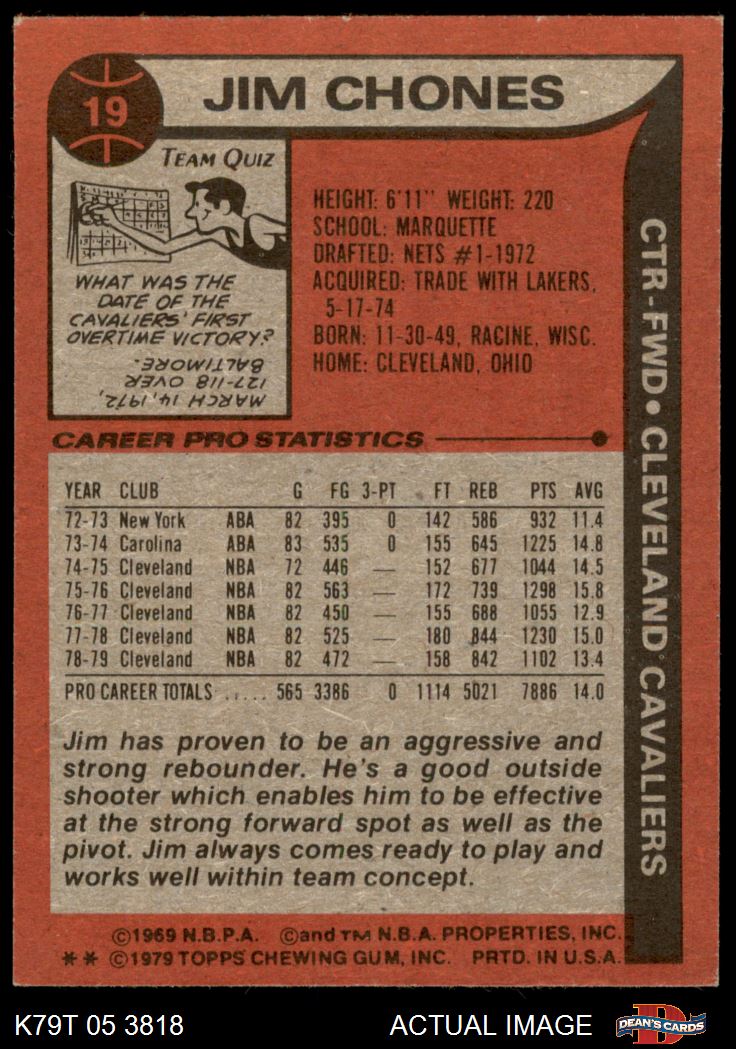 19
JIM CHONES
TEAM QUIZ
WHAT WAS THE
DATE OF THE
CAVALIERS' FIRST
OVERTIME VICTORY?
MARCH 14, 1972,
127-118 OVER
BALTIMORE.
HEIGHT: 6'11" WEIGHT: 220
SCHOOL: MARQUETTE
DRAFTED: NETS #1-1972
ACQUIRED: TRADE WITH LAKERS,
5-17-74
BORN: 11-30-49, RACINE, WISC.
HOME: CLEVELAND, OHIO
CTR-FWD • CLEVELAND CAVALIERS
CAREER PRO STATISTICS
YEAR CLUB G FG 3-PT FT REB PTS AVG
72-73 New York ABA 82 395 0 142 586 932 11.4
73-74 Carolina ABA 83 535 0 155 645 1225 14.8
74-75 Cleveland NBA 72 446 — 152 677 1044 14.5
75-76 Cleveland NBA 82 563 — 172 739 1298 15.8
76-77 Cleveland NBA 82 450 — 155 688 1055 12.9
77-78 Cleveland NBA 82 525 — 180 844 1230 15.0
78-79 Cleveland NBA 82 472 — 158 842 1102 13.4
PRO CAREER TOTALS ..... 565 3386 0 1114 5021 7886 14.0
Jim has proven to be an aggressive and
strong rebounder. He's a good outside
shooter which enables him to be effective
at the strong forward spot as well as the
pivot. Jim always comes ready to play and
works well within team concept.
©1969 N.B.P.A. ©and TM N.B.A. PROPERTIES, INC.
** ©1979 TOPPS CHEWING GUM, INC. PRTD. IN U.S.A.
K79T 05 3818 ACTUAL IMAGE
D
DEAN'S CARDS